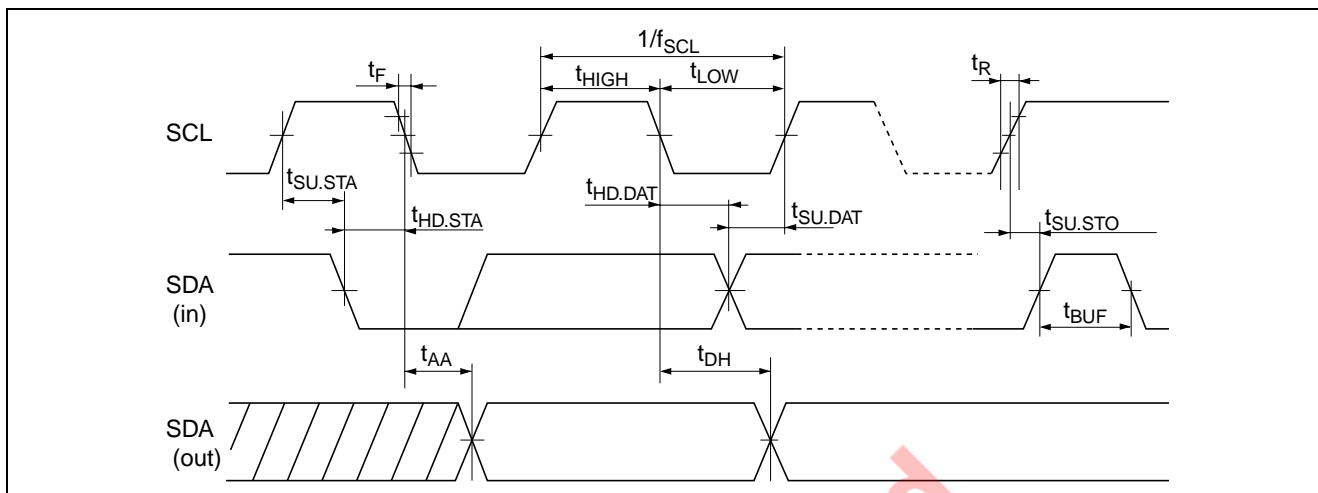 1/fSCL
tF
tHIGH
tLOW
tR
SCL
tSU.STA
tHD.STA
tHD.DAT
tSU.DAT
tSU.STO
SDA
(in)
tBUF
tAA
tDH
SDA
(out)